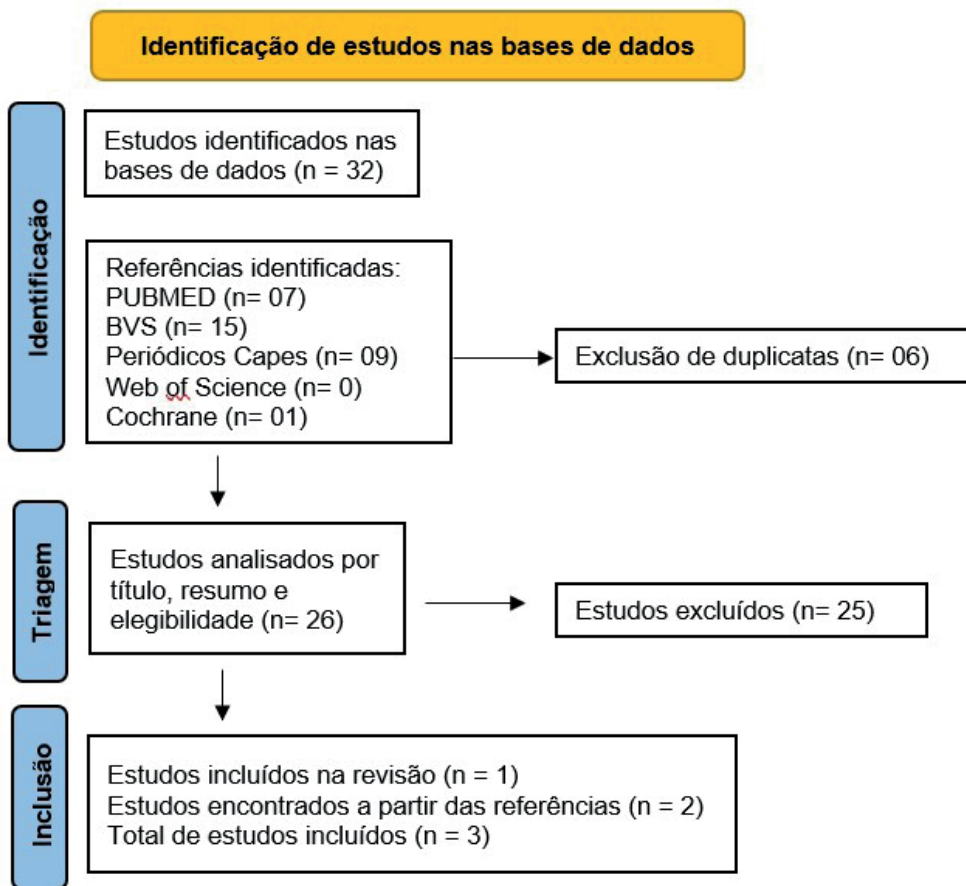 Identificação de estudos nas bases de dados
Identificação
Estudos identificados nas
bases de dados (n = 32)
Referências identificadas:
PUBMED (n= 07)
BVS (n= 15)
Periódicos Capes (n= 09)
Web of Science (n= 0)
Cochrane (n= 01)
Exclusão de duplicatas (n= 06)
Triagem
Estudos analisados por
título, resumo e
elegibilidade (n= 26)
Estudos excluídos (n= 25)
Inclusão
Estudos incluídos na revisão (n = 1)
Estudos encontrados a partir das referências (n = 2)
Total de estudos incluídos (n = 3)